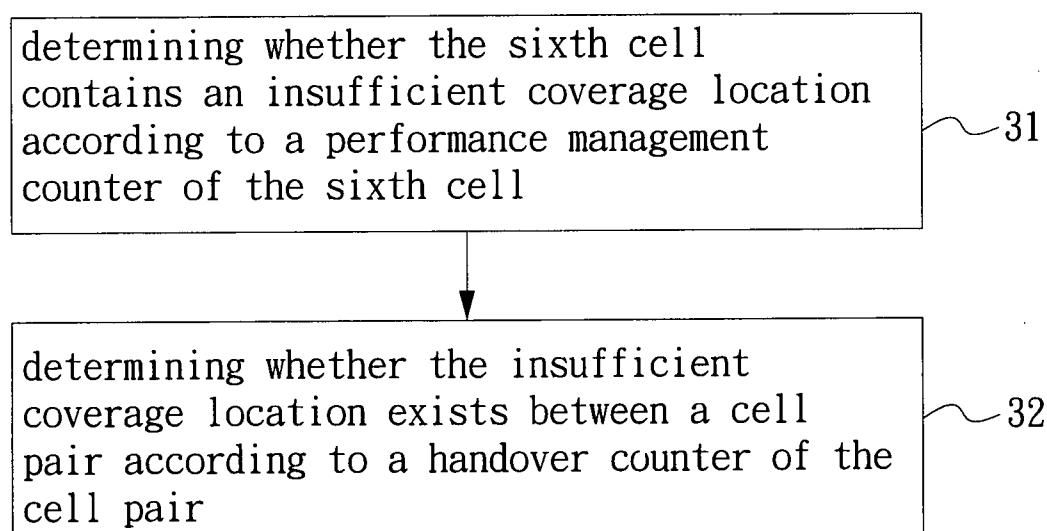 determining whether the sixth cell
contains an insufficient coverage location
according to a performance management
counter of the sixth cell
31
determining whether the insufficient
coverage location exists between a cell
pair according to a handover counter of the
cell pair
32